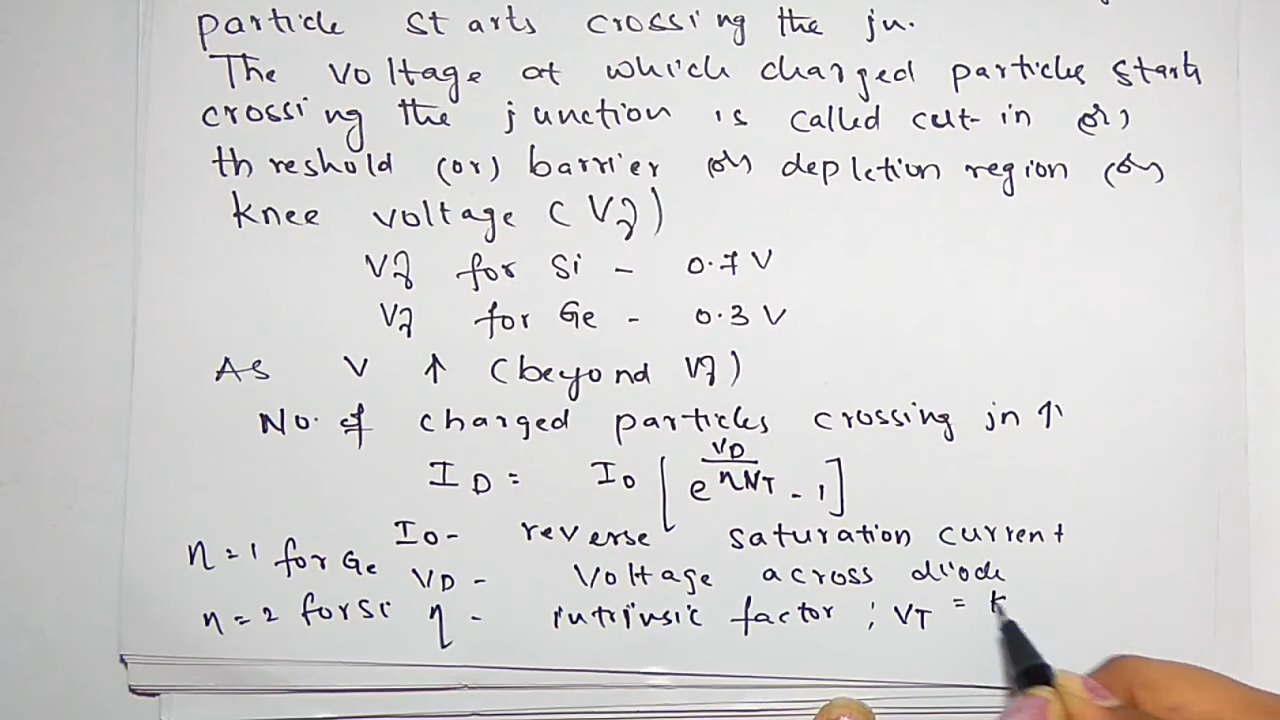 particle starts crossing the jn.
The voltage at which charged particles starts
crossing the junction is called cut-in (or)
threshold (or) barrier (or) depletion region (or)
knee voltage (Vγ)
Vγ for Si - 0.7 V
Vγ for Ge - 0.3 V
As V ↑ (beyond Vγ)
No. of charged particles crossing jn ↑
I_D = I_0 [e^(V_D/ηV_T) - 1]
I_0 - reverse saturation current
η=1 for Ge V_D - Voltage across diode
η=2 for Si η - intrinsic factor ; V_T = k